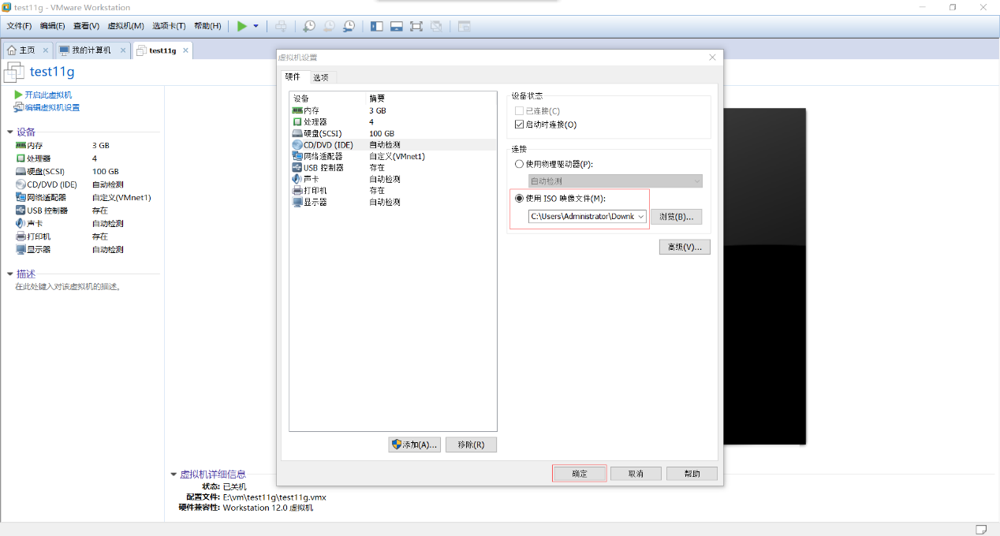 test11g - VMware Workstation
文件(F) 编辑(E) 查看(V) 虚拟机(M) 选项卡(T) 帮助(H)
主页 我的计算机 test11g
test11g
开启此虚拟机
编辑虚拟机设置
设备
内存 3 GB
处理器 4
硬盘(SCSI) 100 GB
CD/DVD (IDE) 自动检测
网络适配器 自定义(VMnet1)
USB 控制器 存在
声卡 自动检测
打印机 存在
显示器 自动检测
描述
在此处键入对该虚拟机的描述。
虚拟机设置
硬件 选项
设备 摘要
内存 3 GB
处理器 4
硬盘(SCSI) 100 GB
CD/DVD (IDE) 自动检测
网络适配器 自定义(VMnet1)
USB 控制器 存在
声卡 自动检测
打印机 存在
显示器 自动检测
添加(A)... 移除(R)
设备状态
已连接(C)
启动时连接(O)
连接
使用物理驱动器(P):
自动检测
使用 ISO 映像文件(M):
C:\Users\Administrator\Downlc 浏览(B)...
高级(V)...
确定 取消 帮助
虚拟机详细信息
状态: 已关机
配置文件: E:\vm\test11g\test11g.vmx
硬件兼容性: Workstation 12.0 虚拟机